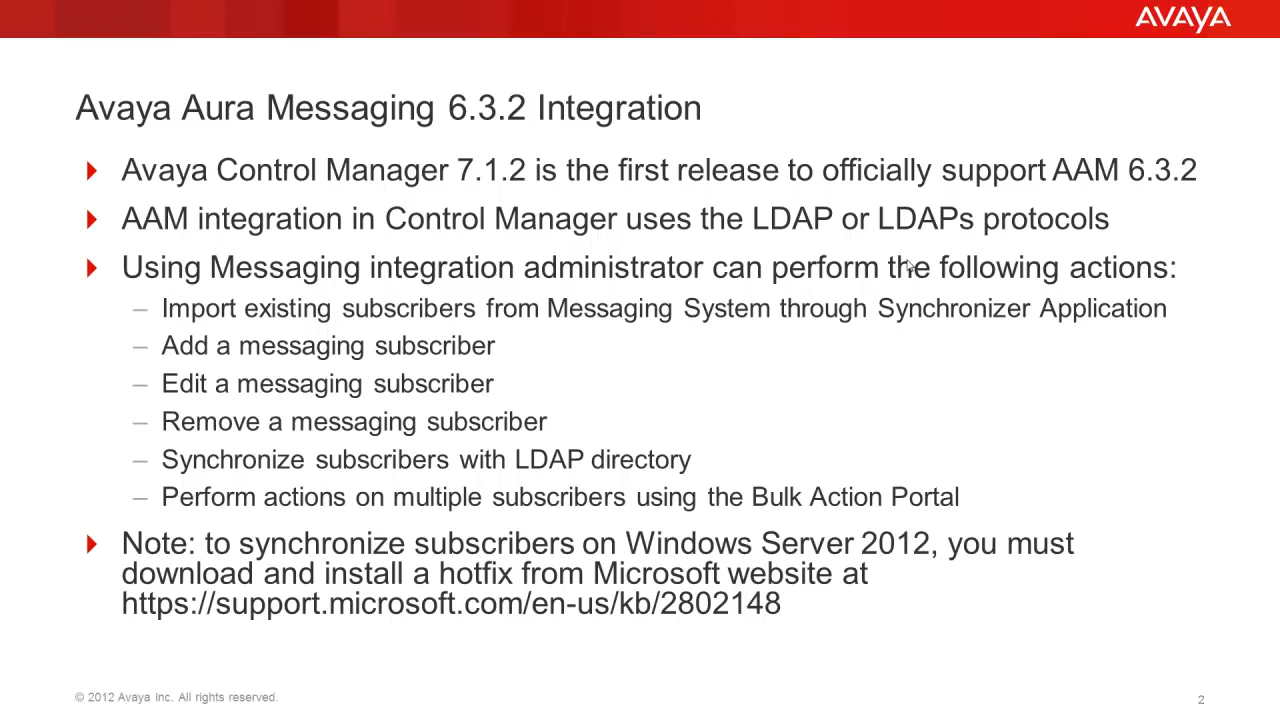 AVAYA
Avaya Aura Messaging 6.3.2 Integration
Avaya Control Manager 7.1.2 is the first release to officially support AAM 6.3.2
AAM integration in Control Manager uses the LDAP or LDAPs protocols
Using Messaging integration administrator can perform the following actions:
– Import existing subscribers from Messaging System through Synchronizer Application
– Add a messaging subscriber
– Edit a messaging subscriber
– Remove a messaging subscriber
– Synchronize subscribers with LDAP directory
– Perform actions on multiple subscribers using the Bulk Action Portal
Note: to synchronize subscribers on Windows Server 2012, you must
download and install a hotfix from Microsoft website at
https://support.microsoft.com/en-us/kb/2802148
© 2012 Avaya Inc. All rights reserved.
2